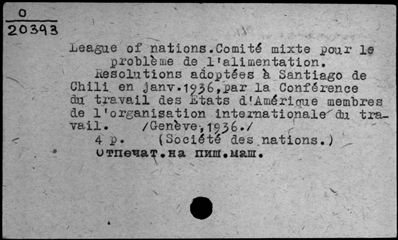 О
20393
League of nations.Comité mixte pour le
problème de l'alimentation.
Resolutions adoptées à Santiago de
Chili en janv.1936,par la Conférence
du travail des États d'Amérique membres
de l'organisation internationale du tra-
vail. /Genève,1936./
4 p. (Société des nations.)
Отпечат.на пиш.маш.